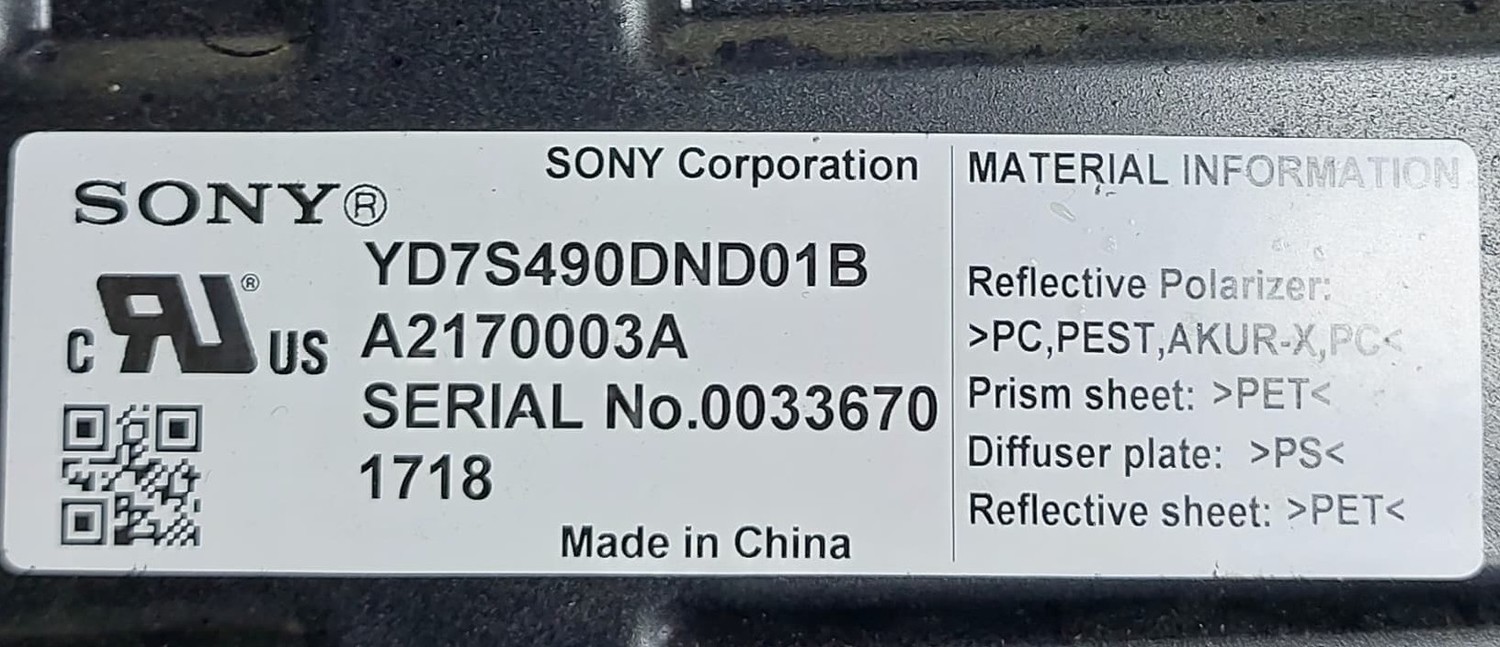 SONY Corporation
SONY®
YD7S490DND01B
A2170003A
SERIAL No.0033670
1718
Made in China
c RU® US
MATERIAL INFORMATION
Reflective Polarizer:
>PC,PEST,AKUR-X,PC<
Prism sheet: >PET<
Diffuser plate: >PS<
Reflective sheet: >PET<